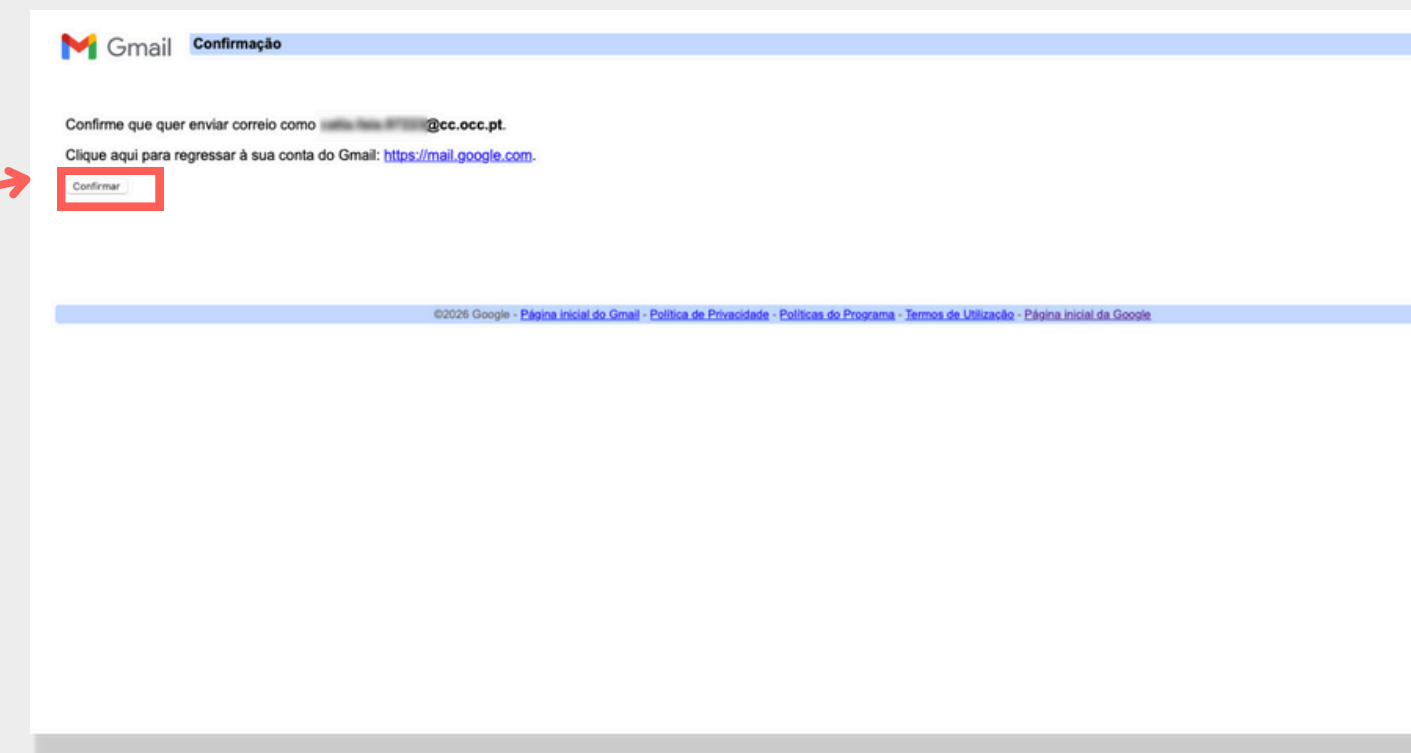 Gmail Confirmação
Confirme que quer enviar correio como @cc.occ.pt.
Clique aqui para regressar à sua conta do Gmail: https://mail.google.com.
Confirmar
©2026 Google - Página inicial do Gmail - Política de Privacidade - Políticas do Programa - Termos de Utilização - Página inicial da Google